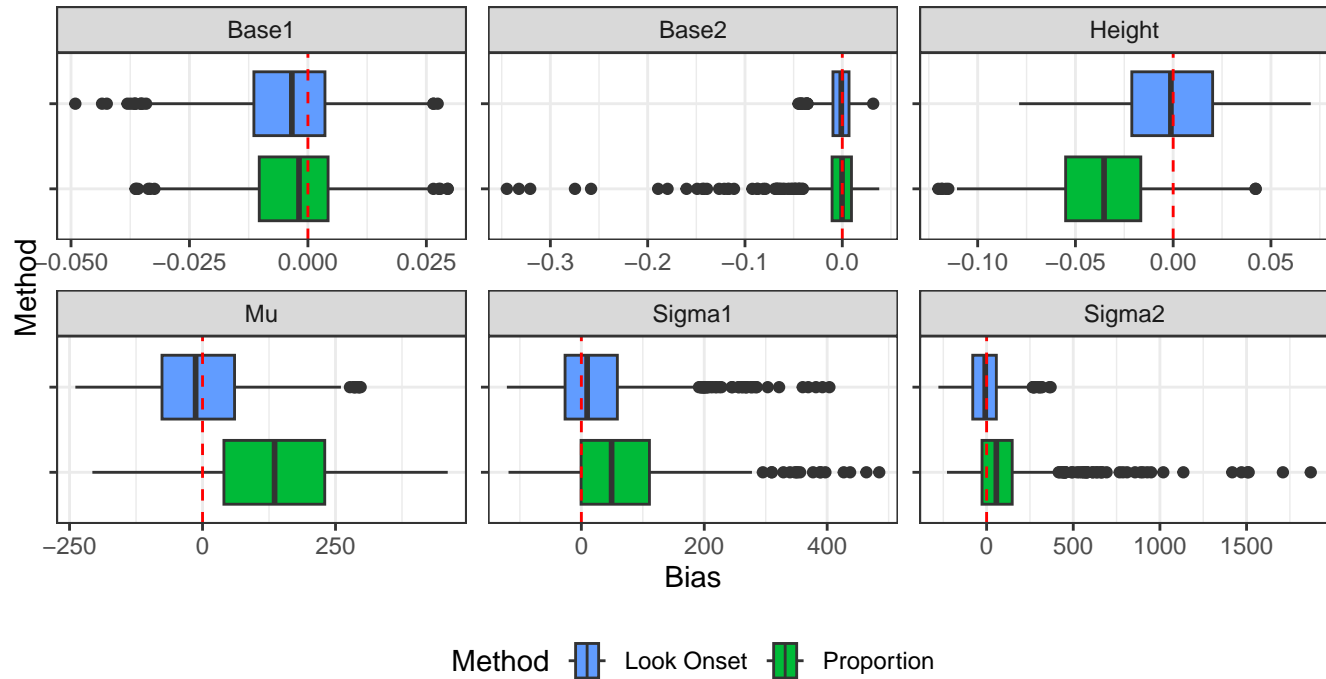 Base1 Base2 Height
−0.050 −0.025 0.000 0.025 −0.3 −0.2 −0.1 0.0 −0.10 −0.05 0.00 0.05
Method
Mu Sigma1 Sigma2
−250 0 250 0 200 400 0 500 1000 1500
Bias
Method Look Onset Proportion